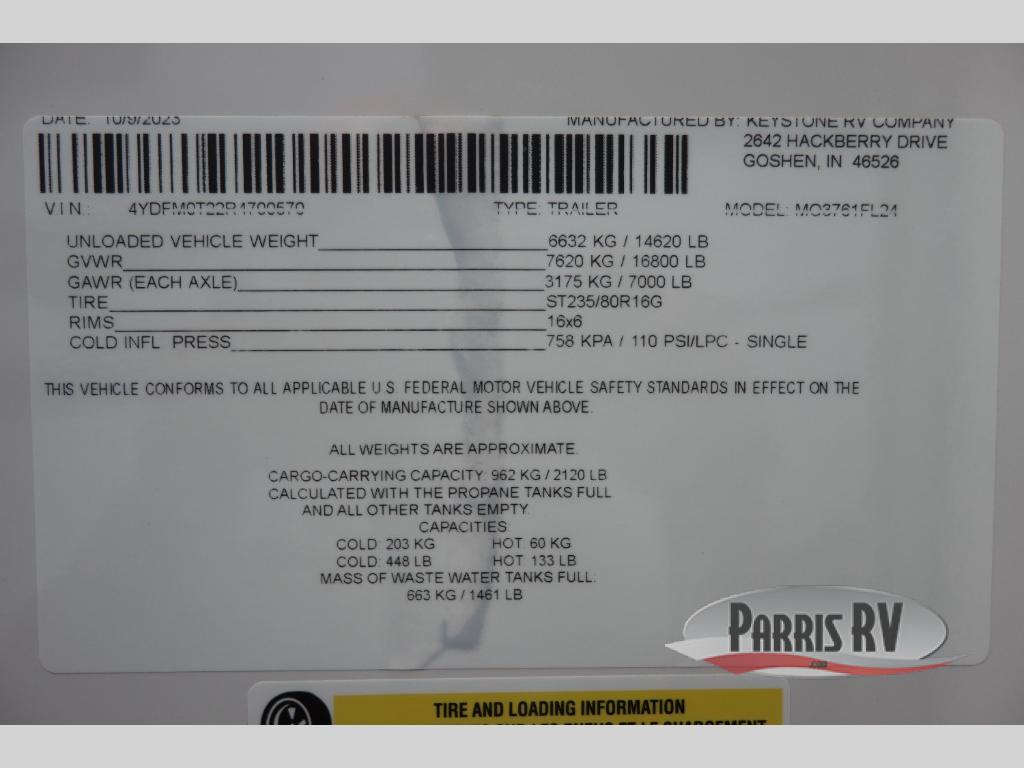 DATE: 10/9/2023 MANUFACTURED BY: KEYSTONE RV COMPANY
2642 HACKBERRY DRIVE
GOSHEN, IN 46526
VIN: TYPE: TRAILER MODEL: MO3761FL24
UNLOADED VEHICLE WEIGHT 6632 KG / 14620 LB
GVWR 7620 KG / 16800 LB
GAWR (EACH AXLE) 3175 KG / 7000 LB
TIRE ST235/80R16G
RIMS 16x6
COLD INFL PRESS 758 KPA / 110 PSI/LPC - SINGLE
THIS VEHICLE CONFORMS TO ALL APPLICABLE U.S. FEDERAL MOTOR VEHICLE SAFETY STANDARDS IN EFFECT ON THE
DATE OF MANUFACTURE SHOWN ABOVE.
ALL WEIGHTS ARE APPROXIMATE.
CARGO-CARRYING CAPACITY: 962 KG / 2120 LB
CALCULATED WITH THE PROPANE TANKS FULL
AND ALL OTHER TANKS EMPTY.
CAPACITIES:
COLD: 203 KG HOT: 60 KG
COLD: 448 LB HOT: 133 LB
MASS OF WASTE WATER TANKS FULL:
663 KG / 1461 LB
PARRIS RV
.com
TIRE AND LOADING INFORMATION